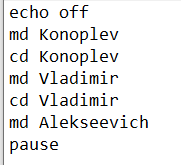 echo off
md Konoplev
cd Konoplev
md Vladimir
cd Vladimir
md Alekseevich
pause